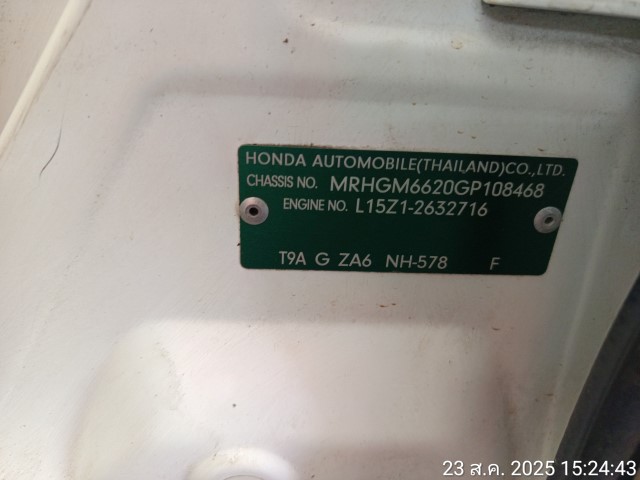 HONDA AUTOMOBILE(THAILAND)CO.,LTD.
CHASSIS NO. MRHGM6620GP108468
ENGINE NO. L15Z1-2632716
T9A G ZA6 NH-578 F
23 ส.ค. 2025 15:24:43